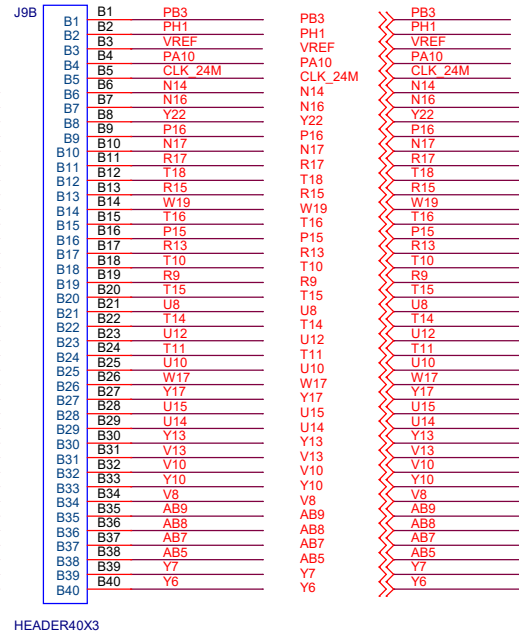 J9B
B1 B1 PB3 PB3 PB3
B2 B2 PH1 PH1 PH1
B3 B3 VREF VREF VREF
B4 B4 PA10 PA10 PA10
B5 B5 CLK_24M CLK_24M CLK_24M
B6 B6 N14 N14 N14
B7 B7 N16 N16 N16
B8 B8 Y22 Y22 Y22
B9 B9 P16 P16 P16
B10 B10 N17 N17 N17
B11 B11 R17 R17 R17
B12 B12 T18 T18 T18
B13 B13 R15 R15 R15
B14 B14 W19 W19 W19
B15 B15 T16 T16 T16
B16 B16 P15 P15 P15
B17 B17 R13 R13 R13
B18 B18 T10 T10 T10
B19 B19 R9 R9 R9
B20 B20 T15 T15 T15
B21 B21 U8 U8 U8
B22 B22 T14 T14 T14
B23 B23 U12 U12 U12
B24 B24 T11 T11 T11
B25 B25 U10 U10 U10
B26 B26 W17 W17 W17
B27 B27 Y17 Y17 Y17
B28 B28 U15 U15 U15
B29 B29 U14 U14 U14
B30 B30 Y13 Y13 Y13
B31 B31 V13 V13 V13
B32 B32 V10 V10 V10
B33 B33 Y10 Y10 Y10
B34 B34 V8 V8 V8
B35 B35 AB9 AB9 AB9
B36 B36 AB8 AB8 AB8
B37 B37 AB7 AB7 AB7
B38 B38 AB5 AB5 AB5
B39 B39 Y7 Y7 Y7
B40 B40 Y6 Y6 Y6
HEADER40X3